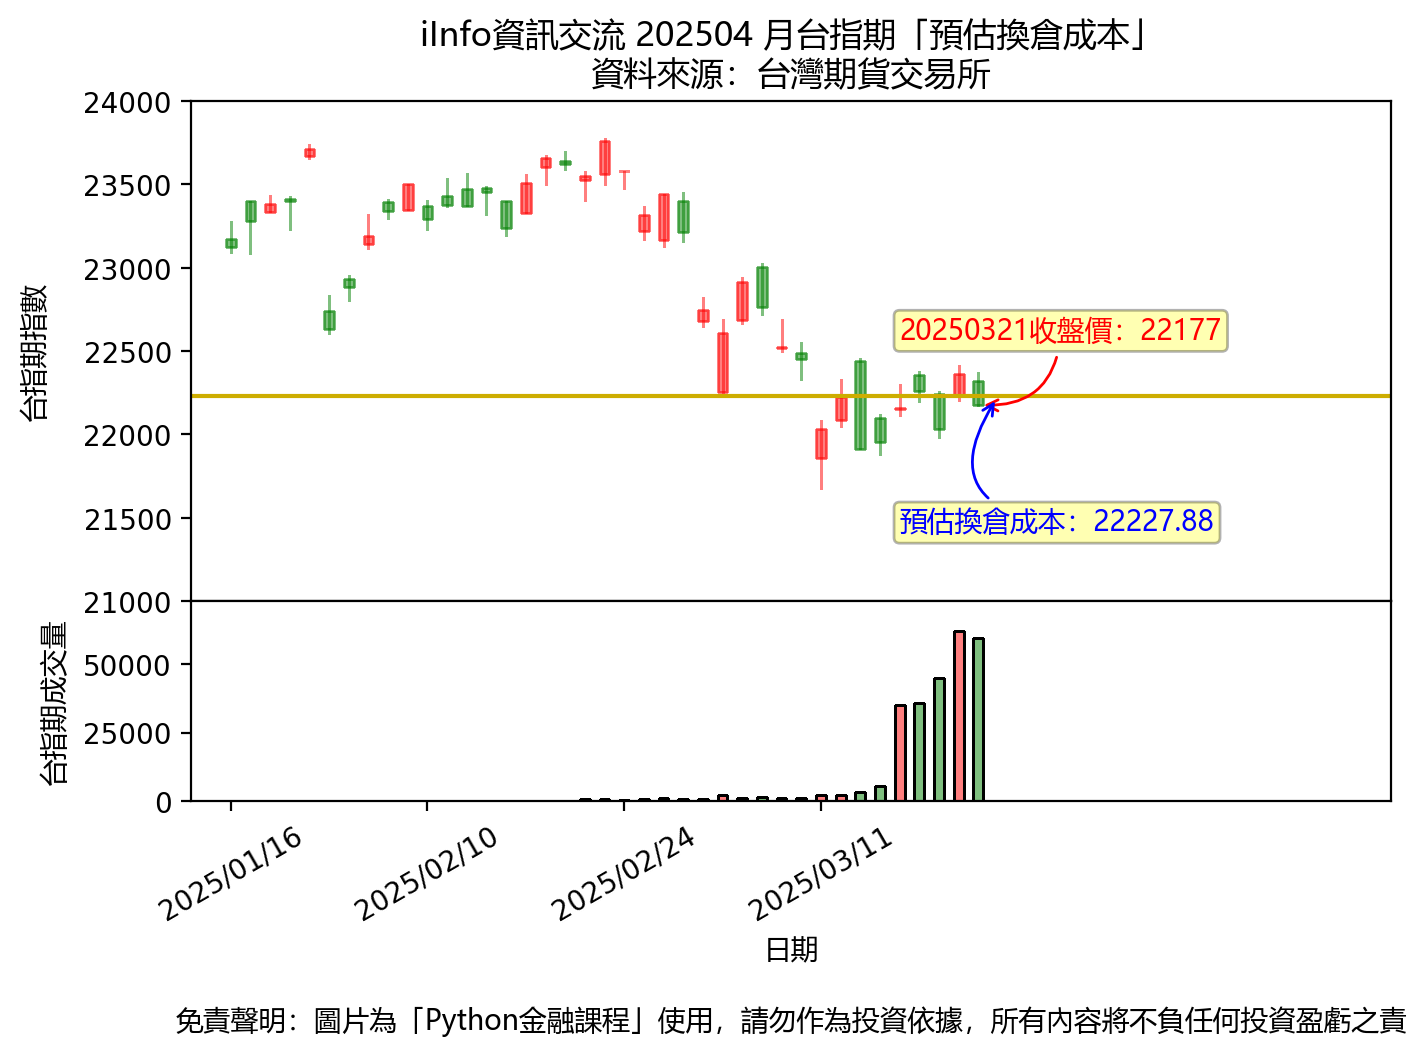 iInfo資訊交流 202504 月台指期「預估換倉成本」
資料來源：台灣期貨交易所
24000
23500
23000
22500
22000
21500
21000
台指期指數
20250321收盤價：22177
預估換倉成本：22227.88
50000
25000
0
台指期成交量
2025/01/16
2025/02/10
2025/02/24
2025/03/11
日期
免責聲明：圖片為「Python金融課程」使用，請勿作為投資依據，所有內容將不負任何投資盈虧之責